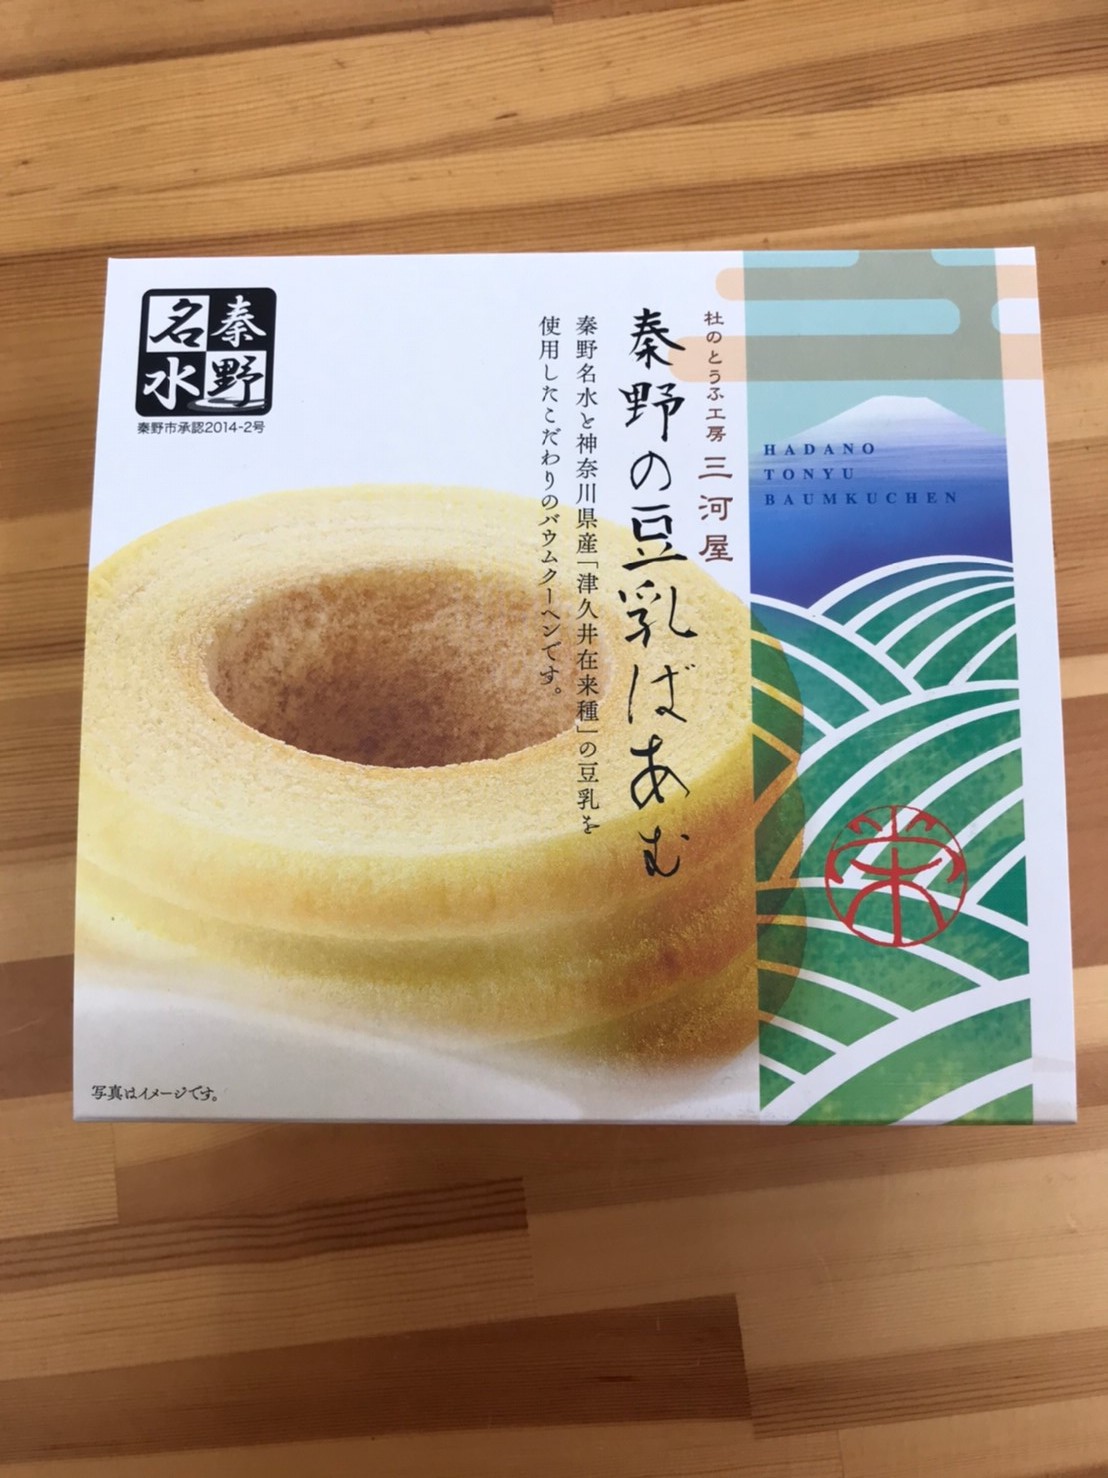 秦野
名水
秦野市承認2014-2号
杜のとうふ工房 三河屋
秦野の豆乳ばあむ
秦野名水と神奈川県産「津久井在来種」の豆乳を
使用したこだわりのバウムクーヘンです。
HADANO
TONYU
BAUMKUCHEN
栄
写真はイメージです。